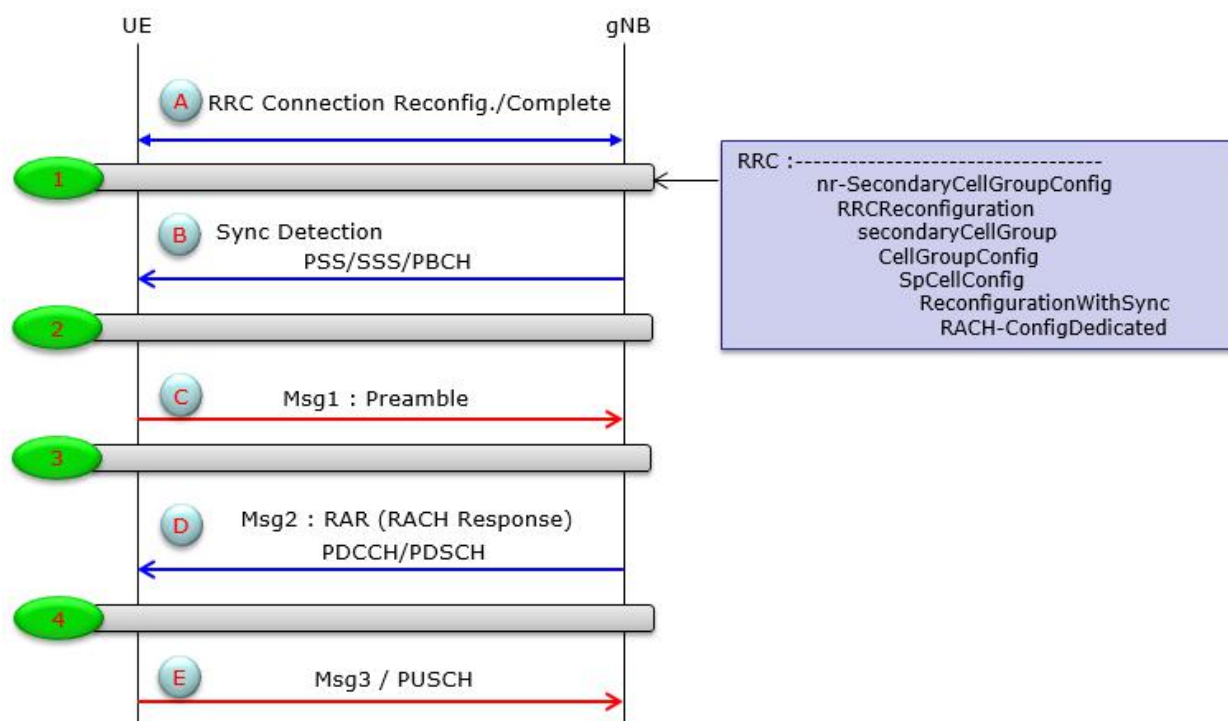 UE
gNB
A
RRC Connection Reconfig./Complete
1
RRC :----------------------------------
nr-SecondaryCellGroupConfig
RRCReconfiguration
secondaryCellGroup
CellGroupConfig
SpCellConfig
ReconfigurationWithSync
RACH-ConfigDedicated
B
Sync Detection
PSS/SSS/PBCH
2
C
Msg1 : Preamble
3
D
Msg2 : RAR (RACH Response)
PDCCH/PDSCH
4
E
Msg3 / PUSCH